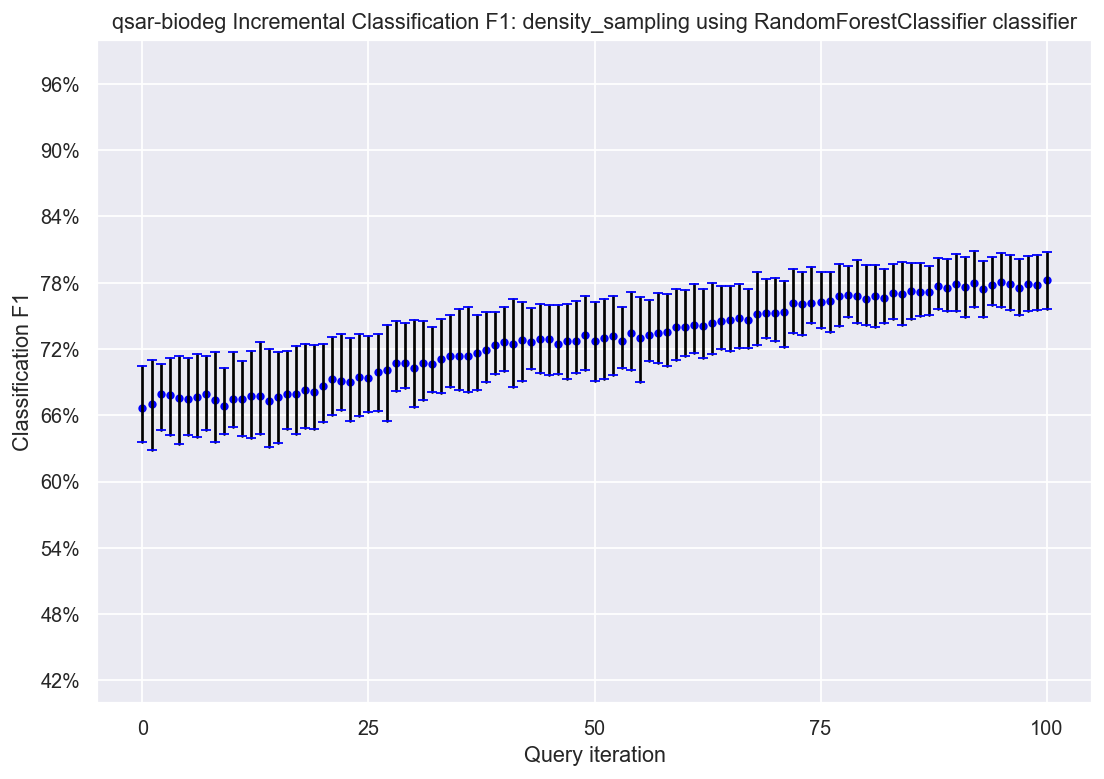 qsar-biodeg Incremental Classification F1: density_sampling using RandomForestClassifier classifier
Classification F1
96%
90%
84%
78%
72%
66%
60%
54%
48%
42%
0 25 50 75 100
Query iteration